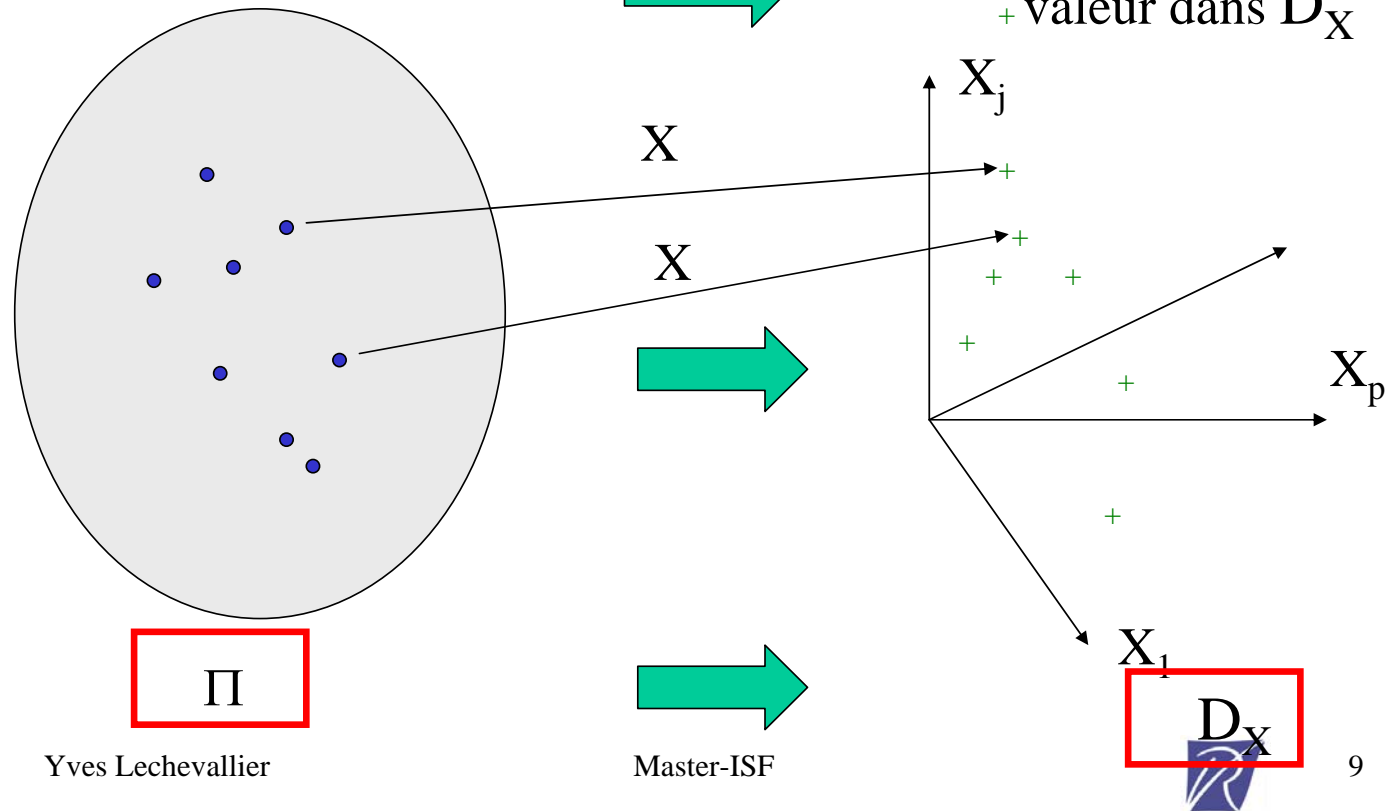 + valeur dans D_X
X_j
X
X
X_p
X_1
Π
D_X
Yves Lechevallier Master-ISF 9